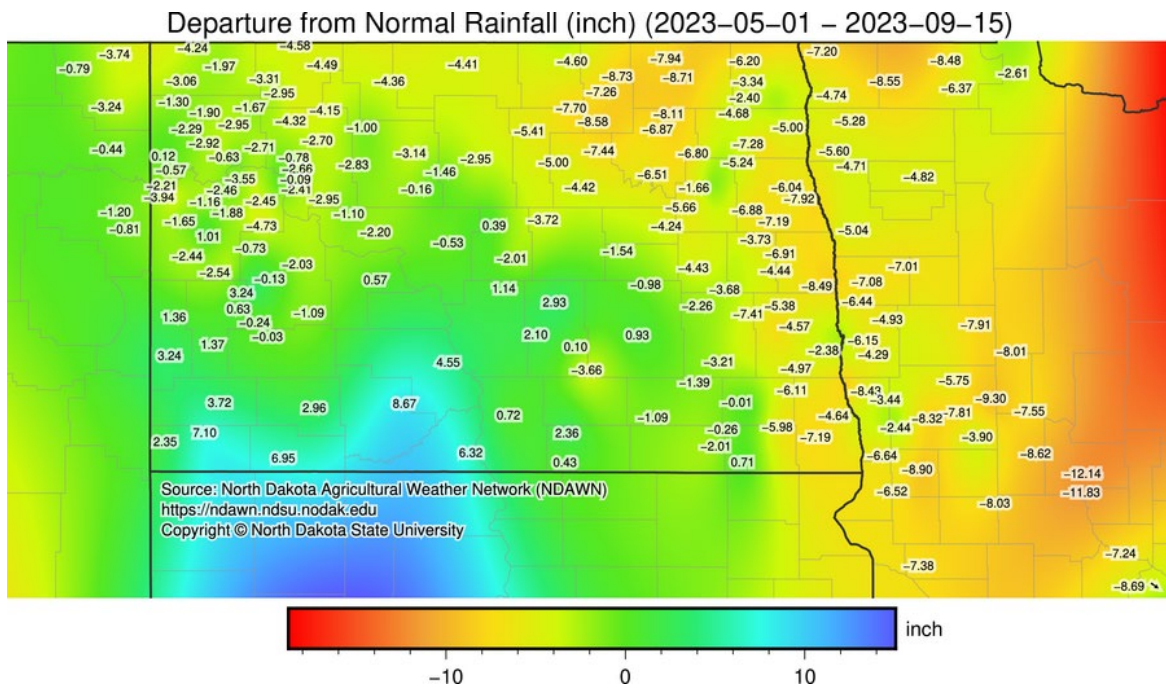 Departure from Normal Rainfall (inch) (2023−05−01 − 2023−09−15)
−4.24 −4.58 −7.20
−3.74 −1.97 −4.49 −4.41 −4.60 −7.94 −6.20 −8.48
−0.79 −3.06 −3.31 −4.36 −8.73 −8.71 −3.34 −8.55 −2.61
−2.95 −7.26 −2.40 −4.74 −6.37
−3.24 −1.30 −1.67 −4.15 −7.70 −8.11 −4.68
−1.90 −4.32 −8.58 −5.28
−2.29 −2.95 −1.00 −5.41 −6.87 −5.00
−0.44 −2.92 −2.71 −2.70 −3.14 −7.44 −6.80 −7.28 −5.60
0.12 −0.63 −0.78 −2.83 −2.95 −5.00 −5.24 −4.71
−0.57 −3.55 −2.66 −1.46 −6.51 −4.82
−2.21 −2.46 −0.09 −0.16 −4.42 −1.66 −6.04
−3.94 −1.16 −2.45 −2.41 −2.95 −7.92
−1.20 −1.65 −1.88 −1.10 −3.72 −5.66 −6.88
−0.81 1.01 −4.73 −2.20 0.39 −4.24 −7.19 −5.04
−2.44 −0.73 −0.53 −2.01 −1.54 −3.73 −6.91
−2.54 −0.13 −2.03 0.57 −4.43 −4.44 −7.01
3.24 1.14 −0.98 −3.68 −8.49 −7.08
1.36 0.63 −1.09 2.93 −2.26 −5.38 −6.44
−0.24 −7.41 −4.57 −4.93 −7.91
1.37 −0.03 2.10 0.93 −6.15
3.24 4.55 0.10 −3.21 −2.38 −4.29 −8.01
−3.66 −1.39 −4.97 −5.75
3.72 2.96 8.67 −0.01 −6.11 −8.43 −3.44 −9.30
0.72 −1.09 −4.64 −8.32 −7.81 −7.55
2.35 7.10 2.36 −0.26 −5.98 −7.19 −2.44 −3.90
6.95 6.32 0.43 −2.01 0.71 −6.64 −8.62
−8.90 −12.14
Source: North Dakota Agricultural Weather Network (NDAWN) −6.52 −11.83
https://ndawn.ndsu.nodak.edu −8.03
Copyright © North Dakota State University
−7.24
−7.38
−8.69
inch
−10 0 10